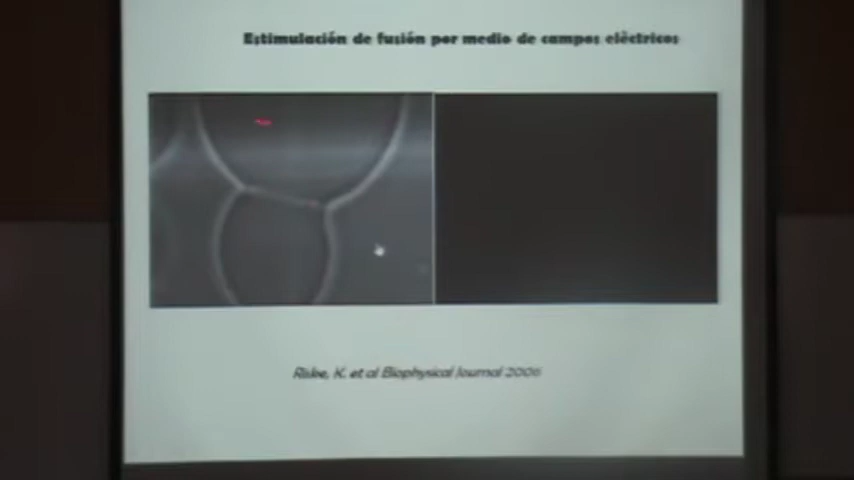 Estimulación de fusión por medio de campos eléctricos
Riske, K. et al Biophysical Journal 2006